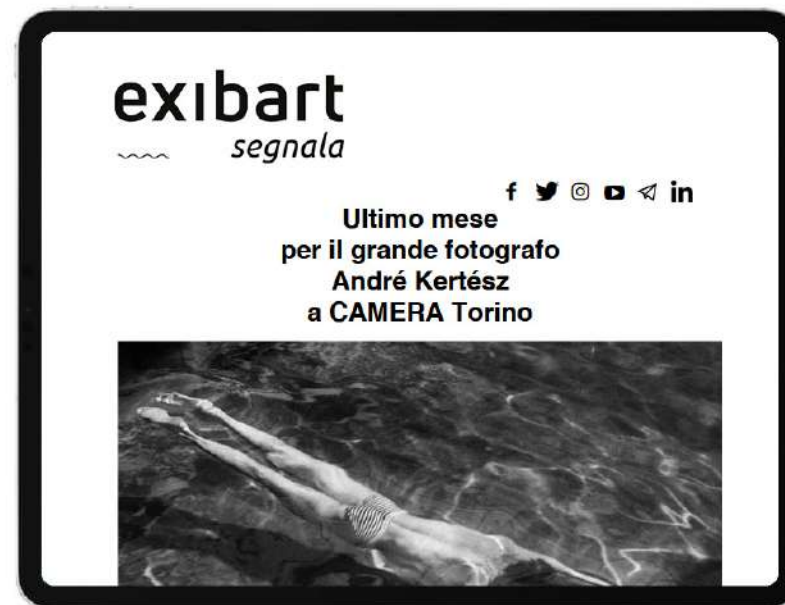 exibart
segnala
Ultimo mese
per il grande fotografo
André Kertész
a CAMERA Torino